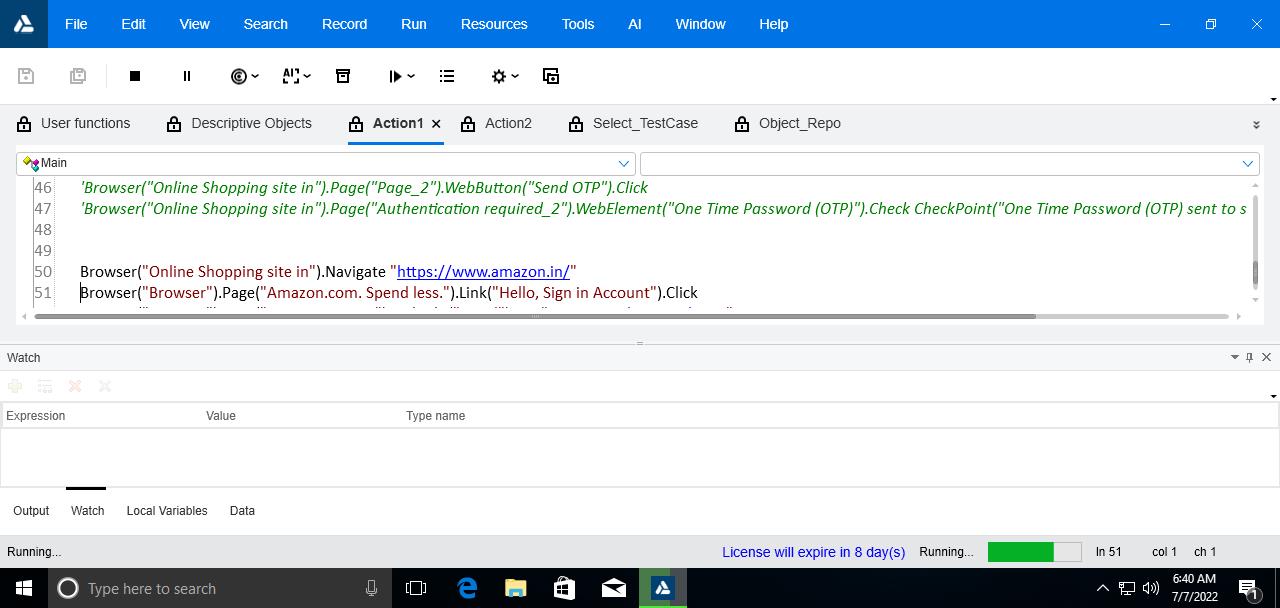 File Edit View Search Record Run Resources Tools AI Window Help
User functions Descriptive Objects Action1 Action2 Select_TestCase Object_Repo
Main
46 'Browser("Online Shopping site in").Page("Page_2").WebButton("Send OTP").Click
47 'Browser("Online Shopping site in").Page("Authentication required_2").WebElement("One Time Password (OTP)").Check CheckPoint("One Time Password (OTP) sent to s
48
49
50 Browser("Online Shopping site in").Navigate "https://www.amazon.in/"
51 Browser("Browser").Page("Amazon.com. Spend less.").Link("Hello, Sign in Account").Click
Watch
Expression Value Type name
Output Watch Local Variables Data
Running... License will expire in 8 day(s) Running... ln 51 col 1 ch 1
Type here to search
6:40 AM
7/7/2022
1